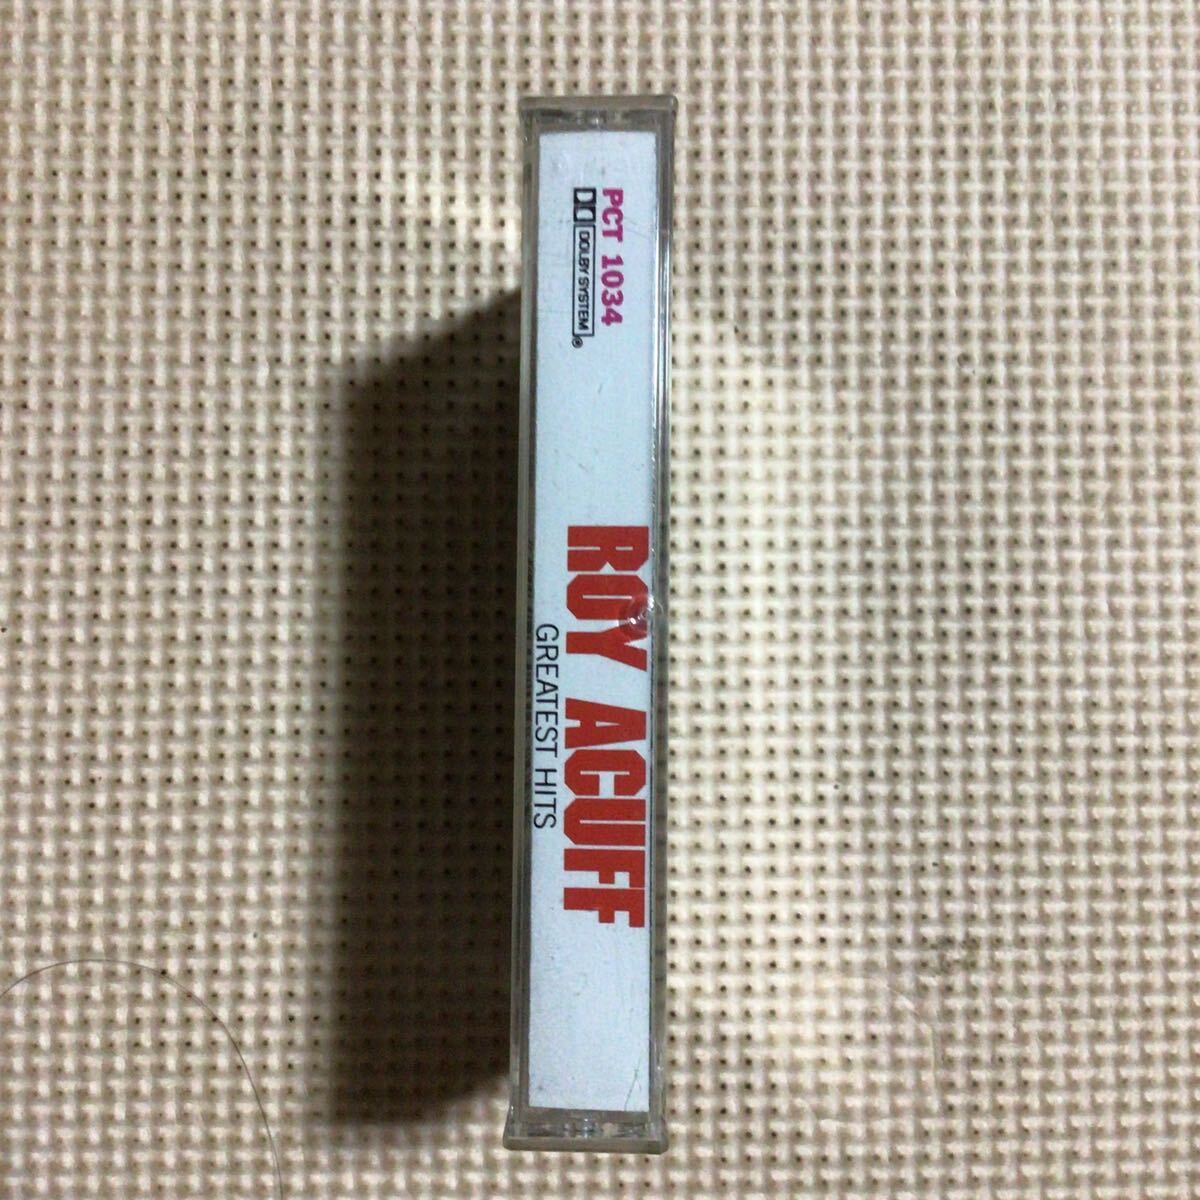 PCT 1034
DOLBY SYSTEM
ROY ACUFF
GREATEST HITS